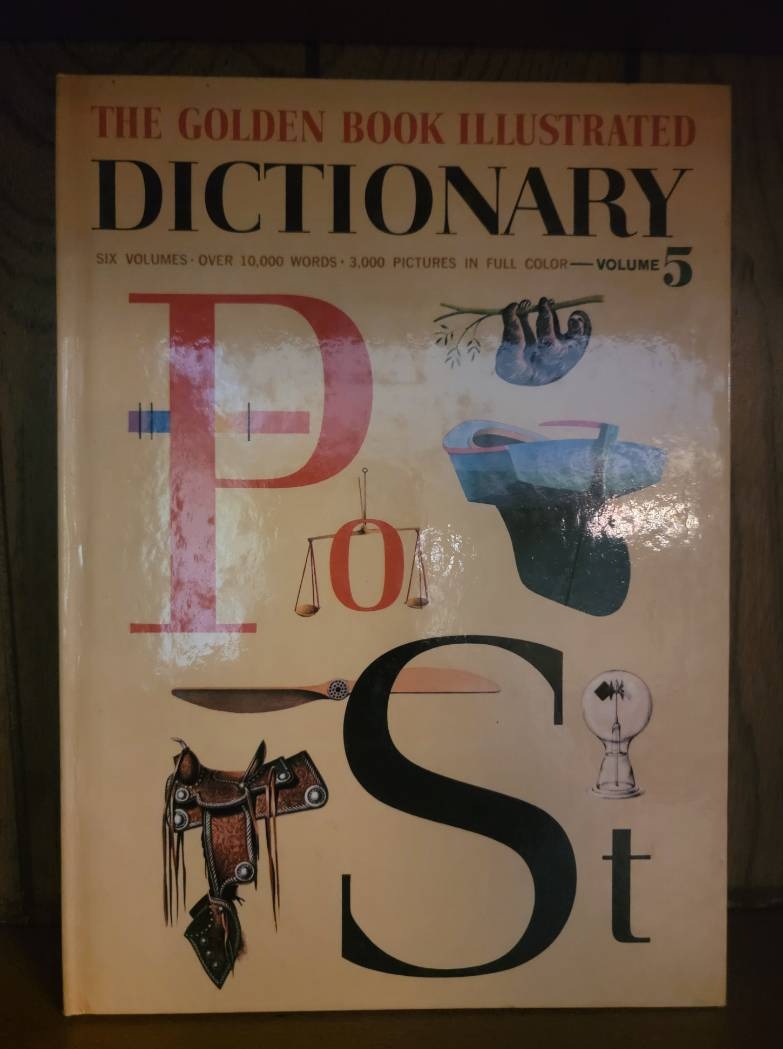 THE GOLDEN BOOK ILLUSTRATED
DICTIONARY
SIX VOLUMES · OVER 10,000 WORDS · 3,000 PICTURES IN FULL COLOR—VOLUME 5
Po
St